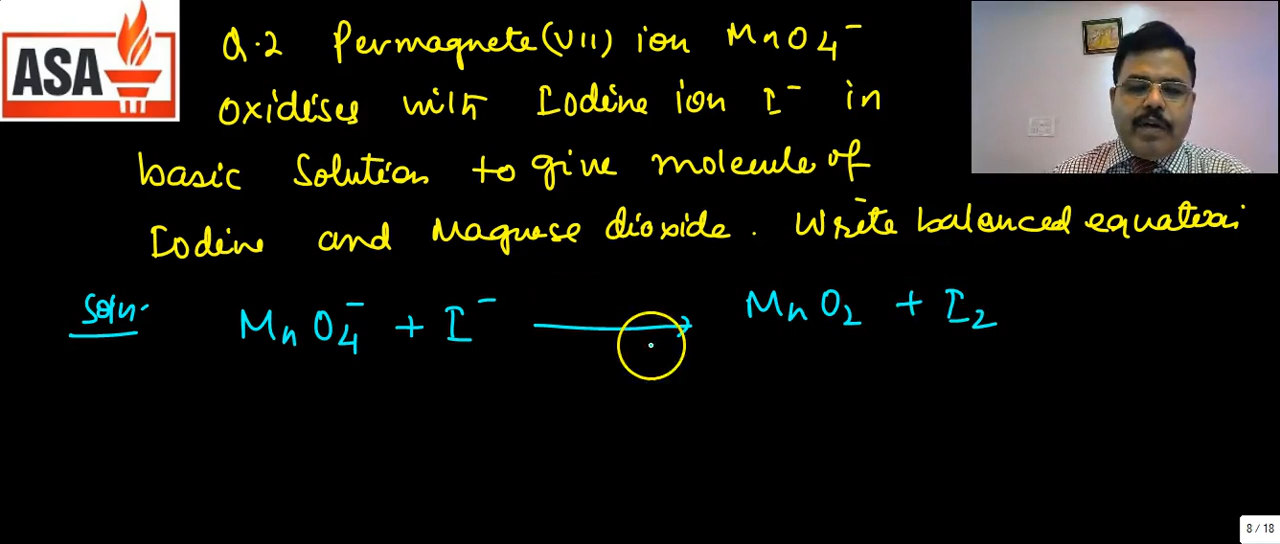 ASA
Q.2 Permagnete(VII) ion MnO4⁻
oxidises with Iodine ion I⁻ in
basic Solution to give molecule of
Iodine and Magnese dioxide. Write balanced equation
Soln. MnO4⁻ + I⁻ → MnO2 + I2
8 / 18